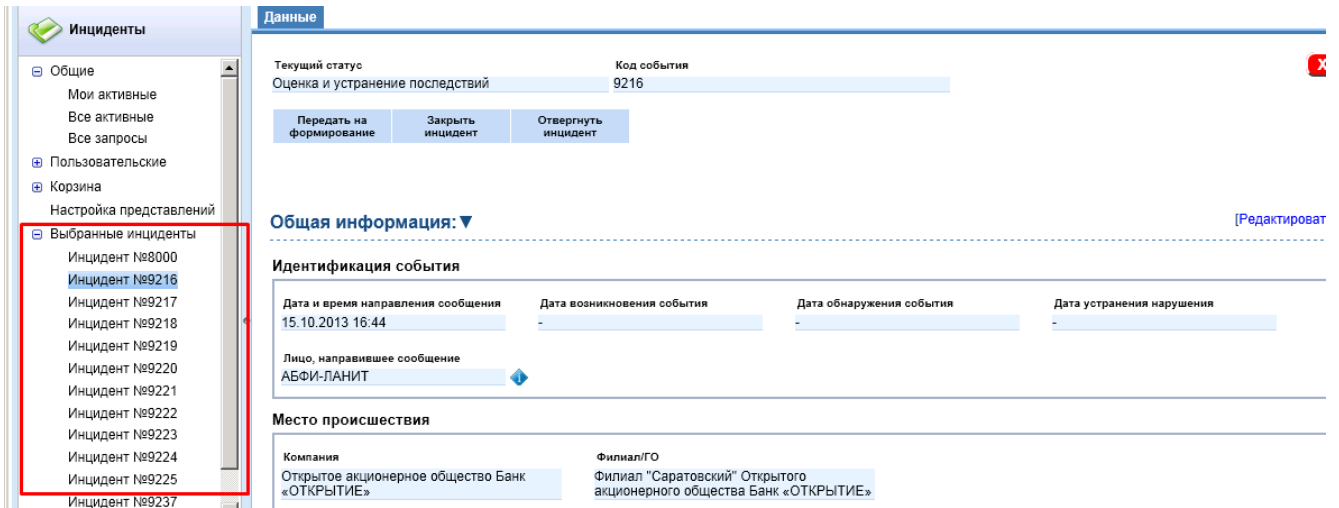 Инциденты
Общие
Мои активные
Все активные
Все запросы
Пользовательские
Корзина
Настройка представлений
Выбранные инциденты
Инцидент №8000
Инцидент №9216
Инцидент №9217
Инцидент №9218
Инцидент №9219
Инцидент №9220
Инцидент №9221
Инцидент №9222
Инцидент №9223
Инцидент №9224
Инцидент №9225
Инцидент №9237
Данные
Текущий статус Код события
Оценка и устранение последствий 9216
X
Передать на формирование Закрыть инцидент Отвергнуть инцидент
Общая информация:▼ [Редактироват
Идентификация события
Дата и время направления сообщения Дата возникновения события Дата обнаружения события Дата устранения нарушения
15.10.2013 16:44 - - -
Лицо, направившее сообщение
АБФИ-ЛАНИТ
Место происшествия
Компания Филиал/ГО
Открытое акционерное общество Банк Филиал "Саратовский" Открытого
«ОТКРЫТИЕ» акционерного общества Банк «ОТКРЫТИЕ»